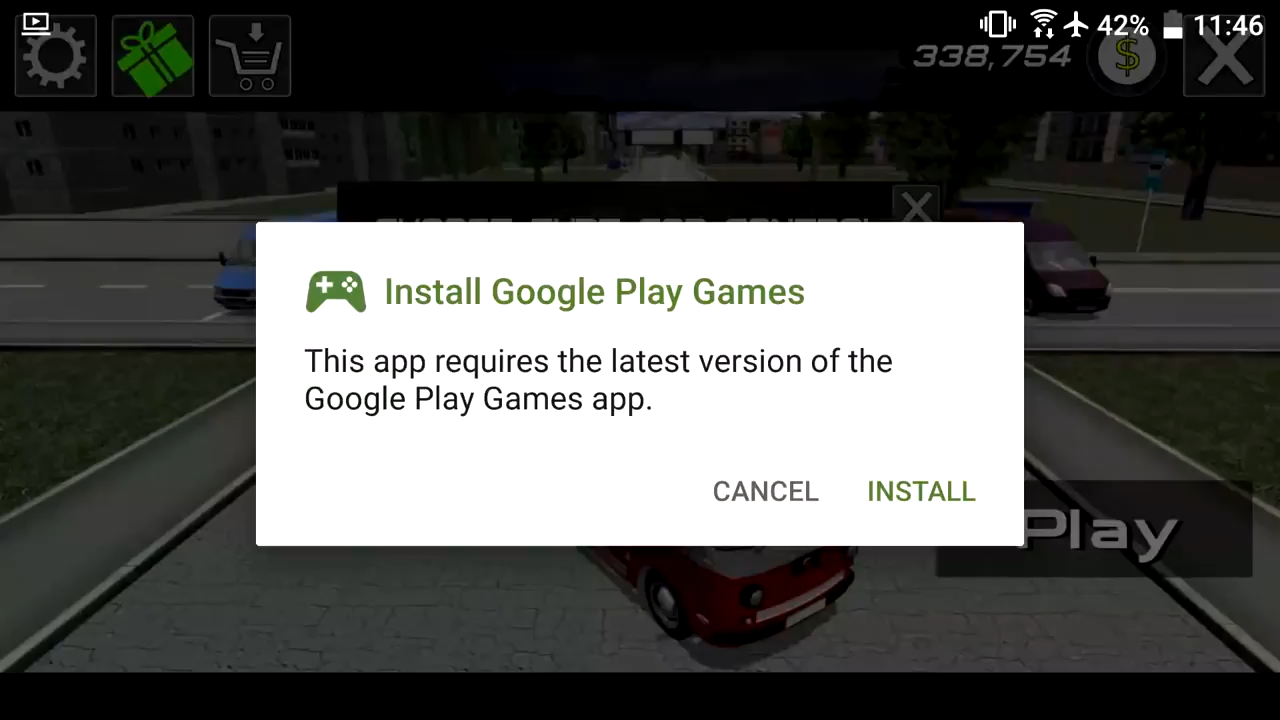 42% 11:46
338,754
Install Google Play Games
This app requires the latest version of the
Google Play Games app.
CANCEL INSTALL
Play